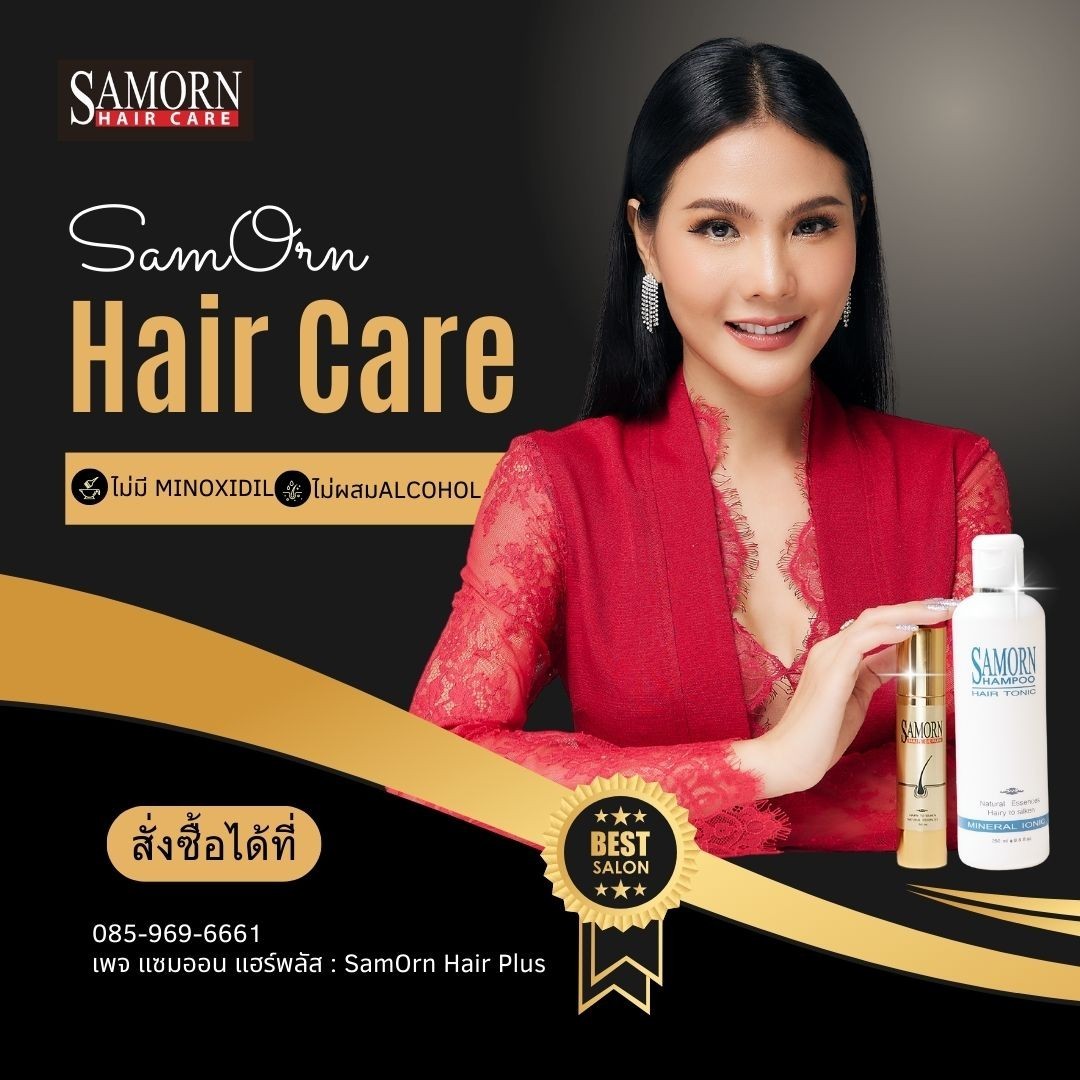 SAMORN
HAIR CARE
SamOrn
Hair Care
ไม่มี MINOXIDIL ไม่ผสมALCOHOL
SAMORN
SHAMPOO
HAIR TONIC
Natural Essences
Hairy to salken
MINERAL IONIC
SAMORN
สั่งซื้อได้ที่
BEST
SALON
085-969-6661
เพจ แซมออน แฮร์พลัส : SamOrn Hair Plus